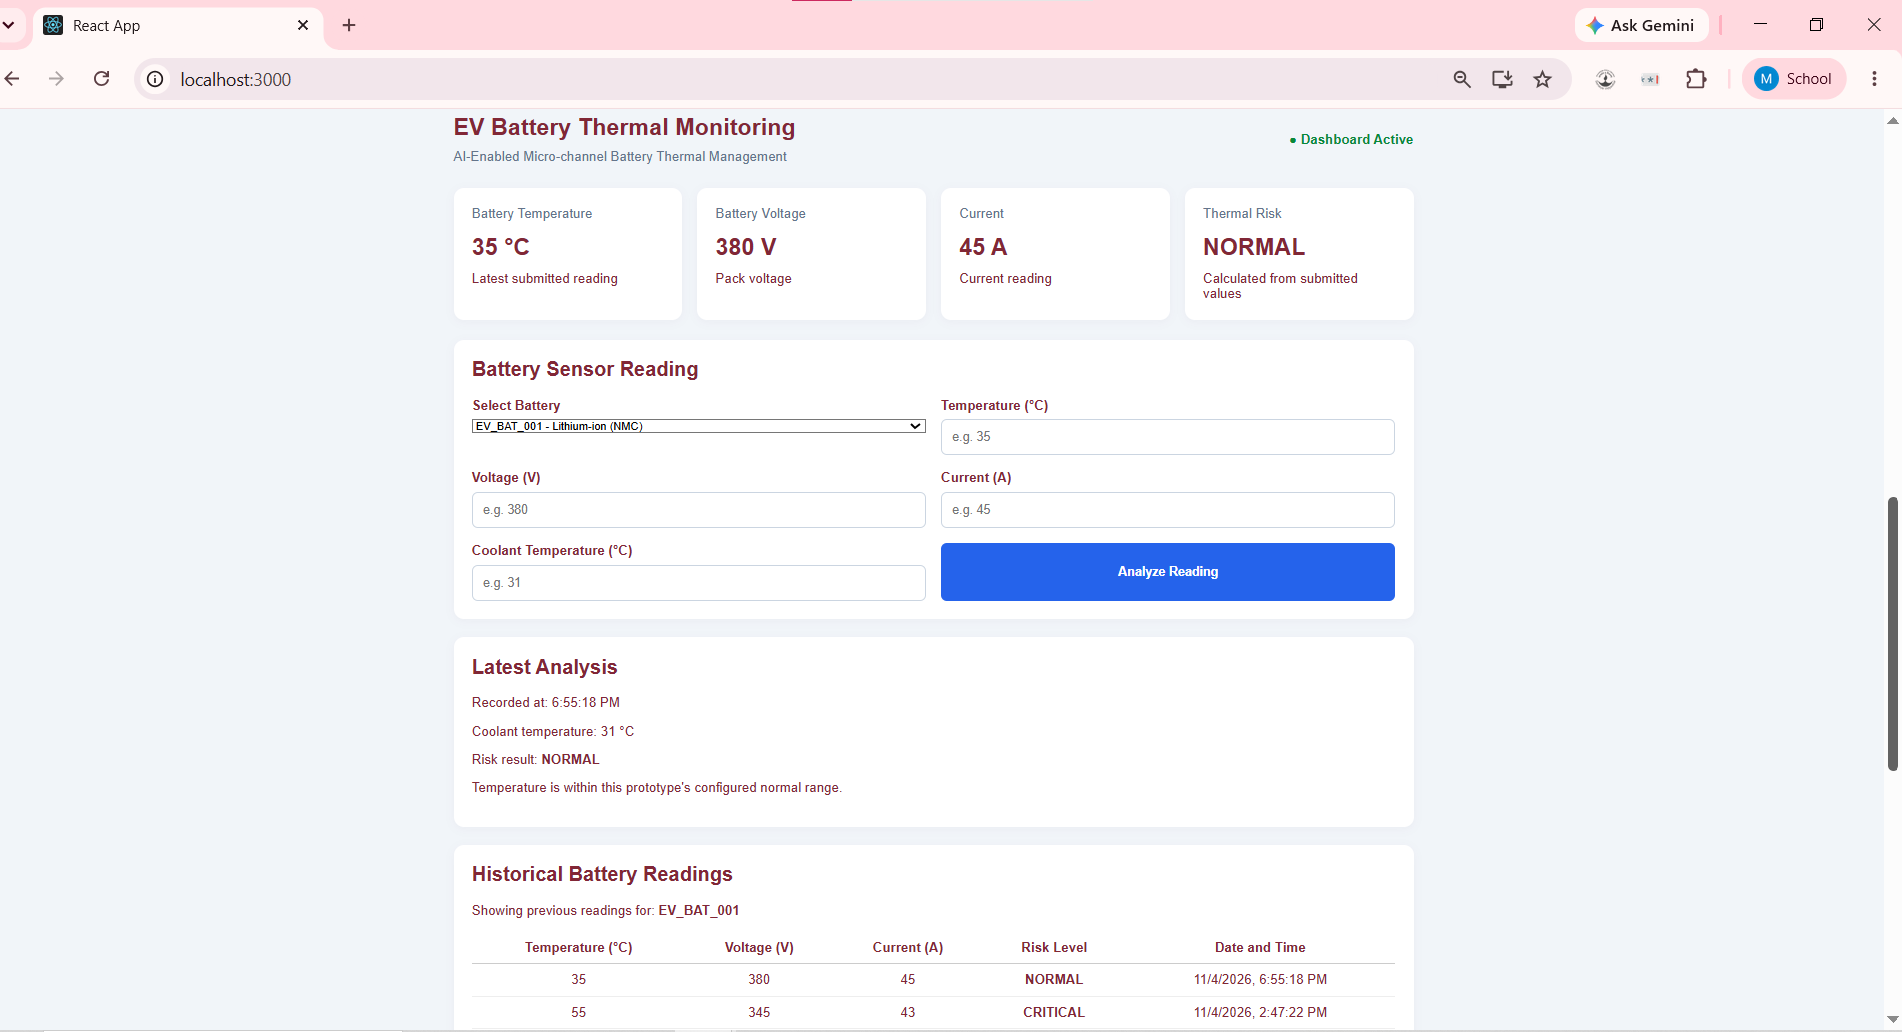 React App
Ask Gemini
localhost:3000
M School
EV Battery Thermal Monitoring
AI-Enabled Micro-channel Battery Thermal Management
● Dashboard Active
Battery Temperature
35 °C
Latest submitted reading
Battery Voltage
380 V
Pack voltage
Current
45 A
Current reading
Thermal Risk
NORMAL
Calculated from submitted
values
Battery Sensor Reading
Select Battery
EV_BAT_001 - Lithium-ion (NMC)
Temperature (°C)
e.g. 35
Voltage (V)
e.g. 380
Current (A)
e.g. 45
Coolant Temperature (°C)
e.g. 31
Analyze Reading
Latest Analysis
Recorded at: 6:55:18 PM
Coolant temperature: 31 °C
Risk result: NORMAL
Temperature is within this prototype's configured normal range.
Historical Battery Readings
Showing previous readings for: EV_BAT_001
Temperature (°C) Voltage (V) Current (A) Risk Level Date and Time
35 380 45 NORMAL 11/4/2026, 6:55:18 PM
55 345 43 CRITICAL 11/4/2026, 2:47:22 PM